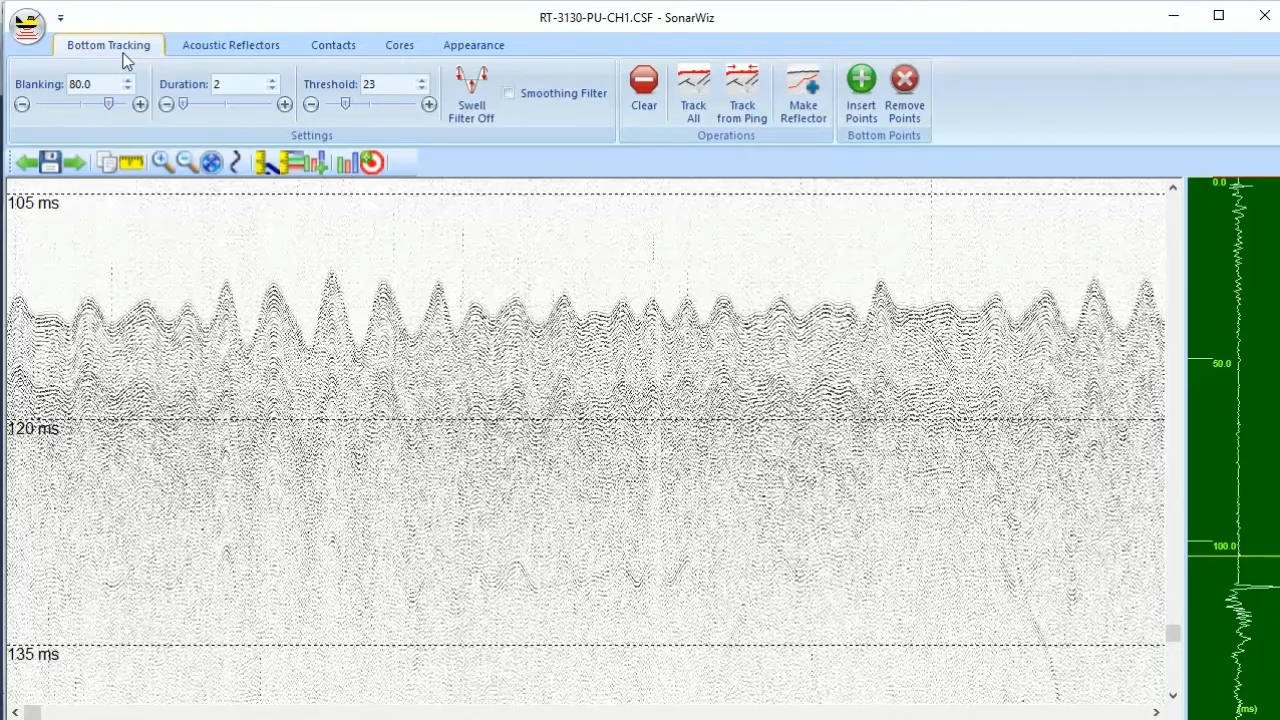 RT-3130-PU-CH1.CSF - SonarWiz
Bottom Tracking Acoustic Reflectors Contacts Cores Appearance
Blanking: 80.0 Duration: 2 Threshold: 23
Swell Filter Off
Smoothing Filter
Clear
Track All
Track from Ping
Make Reflector
Insert Points
Remove Points
Settings Operations Bottom Points
105 ms
120 ms
135 ms
0.0
50.0
100.0
(ms)